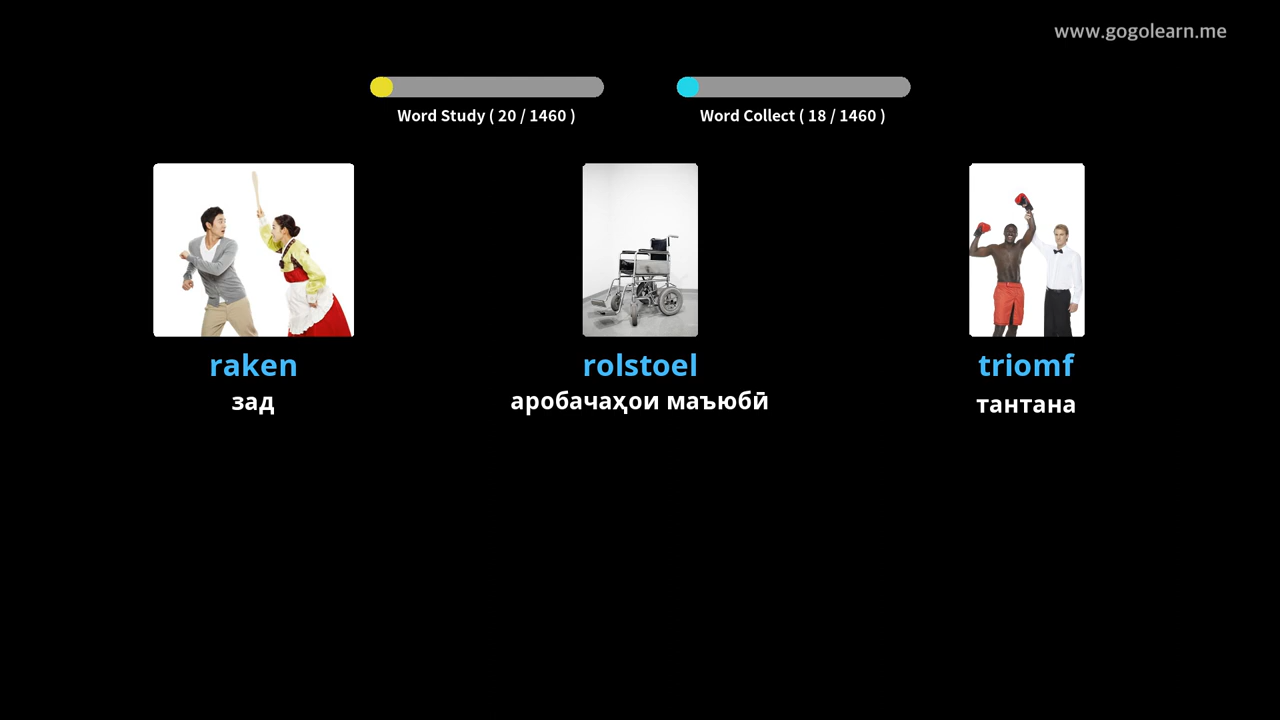 www.gogolearn.me
Word Study ( 20 / 1460 )
Word Collect ( 18 / 1460 )
raken
зад
rolstoel
аробачаҳои маъюбӣ
triomf
тантана